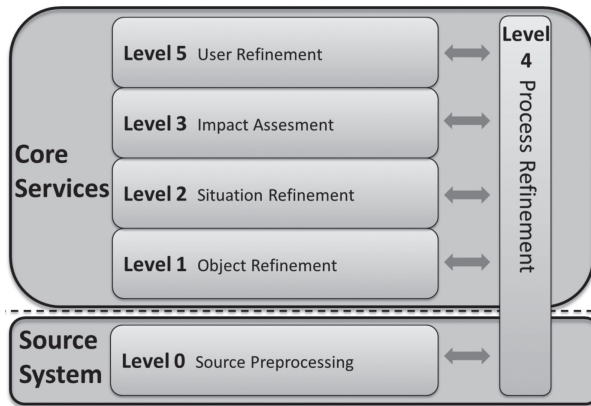 Core
Services
Level 5 User Refinement
Level 3 Impact Assesment
Level 2 Situation Refinement
Level 1 Object Refinement
Level
4
Process Refinement
Source
System
Level 0 Source Preprocessing